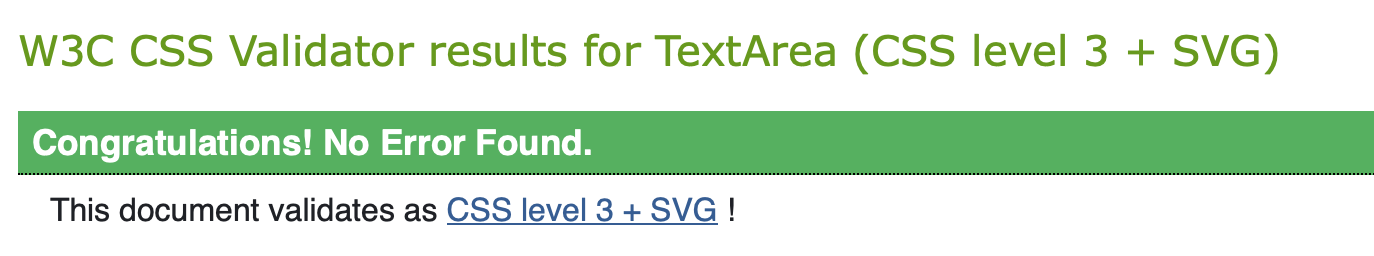 W3C CSS Validator results for TextArea (CSS level 3 + SVG)
Congratulations! No Error Found.
This document validates as CSS level 3 + SVG !